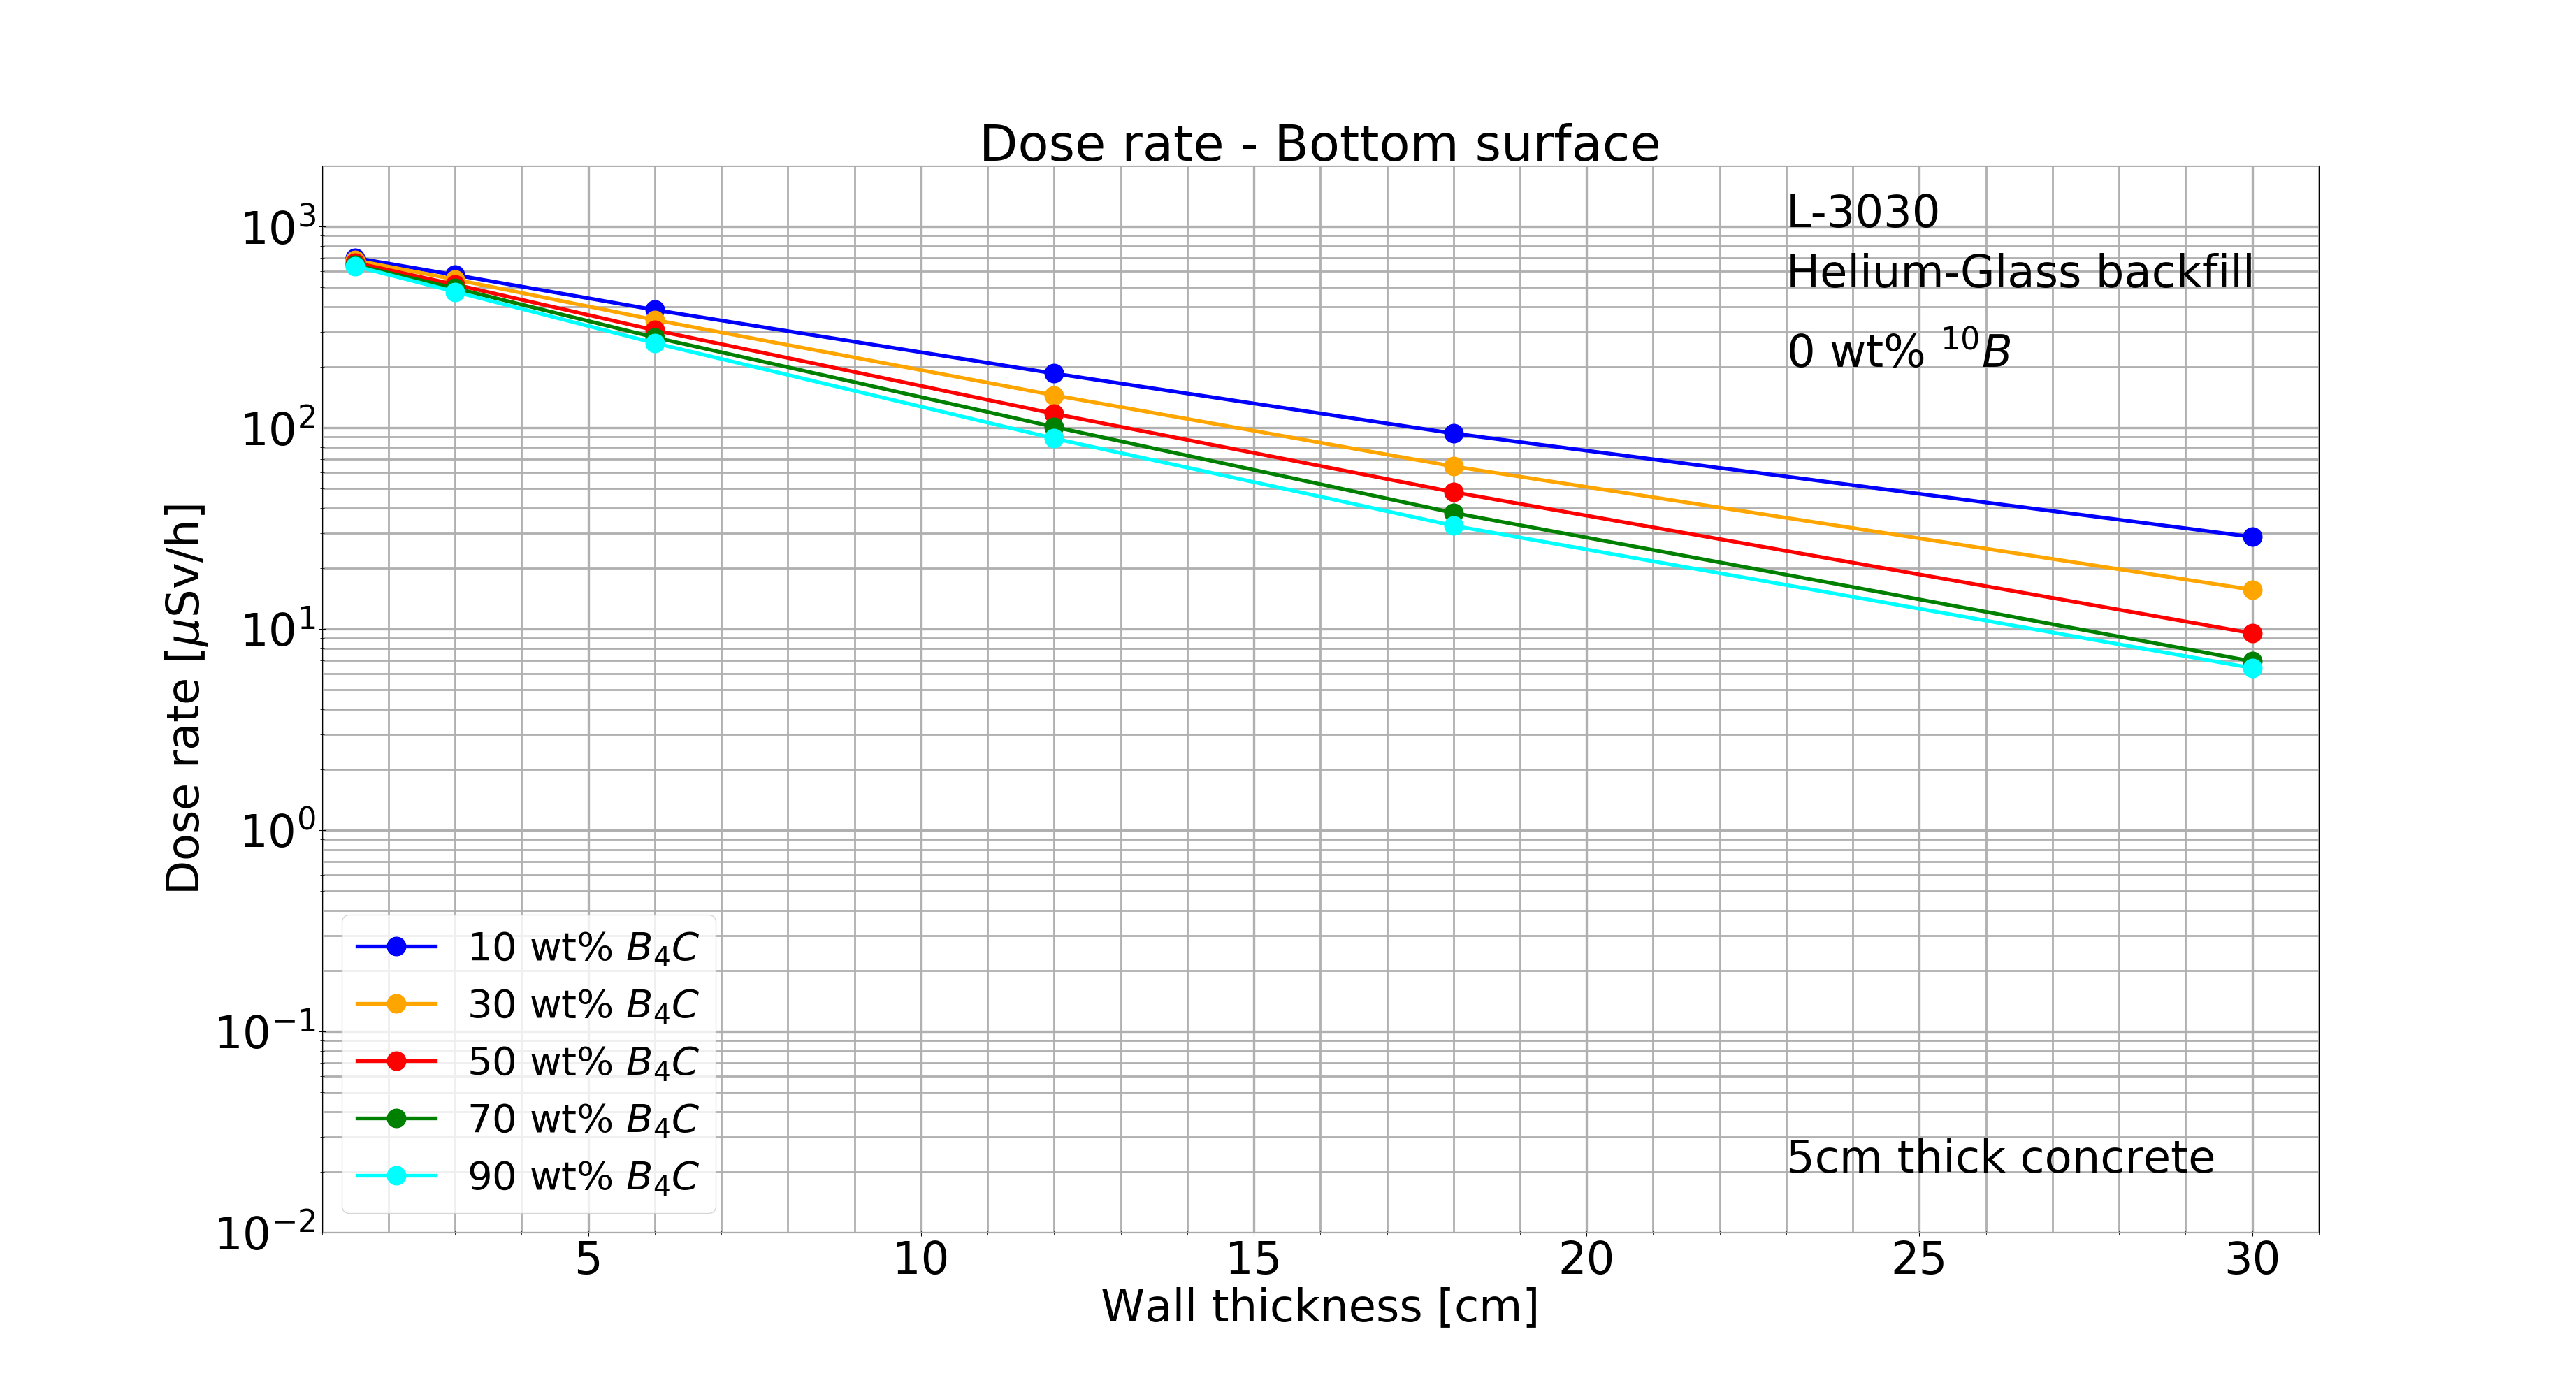 Dose rate - Bottom surface
L-3030
Helium-Glass backfill
0 wt% ¹⁰B
10³
10²
10¹
10⁰
10⁻¹
10⁻²
Dose rate [μSv/h]
10 wt% B₄C
30 wt% B₄C
50 wt% B₄C
70 wt% B₄C
90 wt% B₄C
5cm thick concrete
5 10 15 20 25 30
Wall thickness [cm]